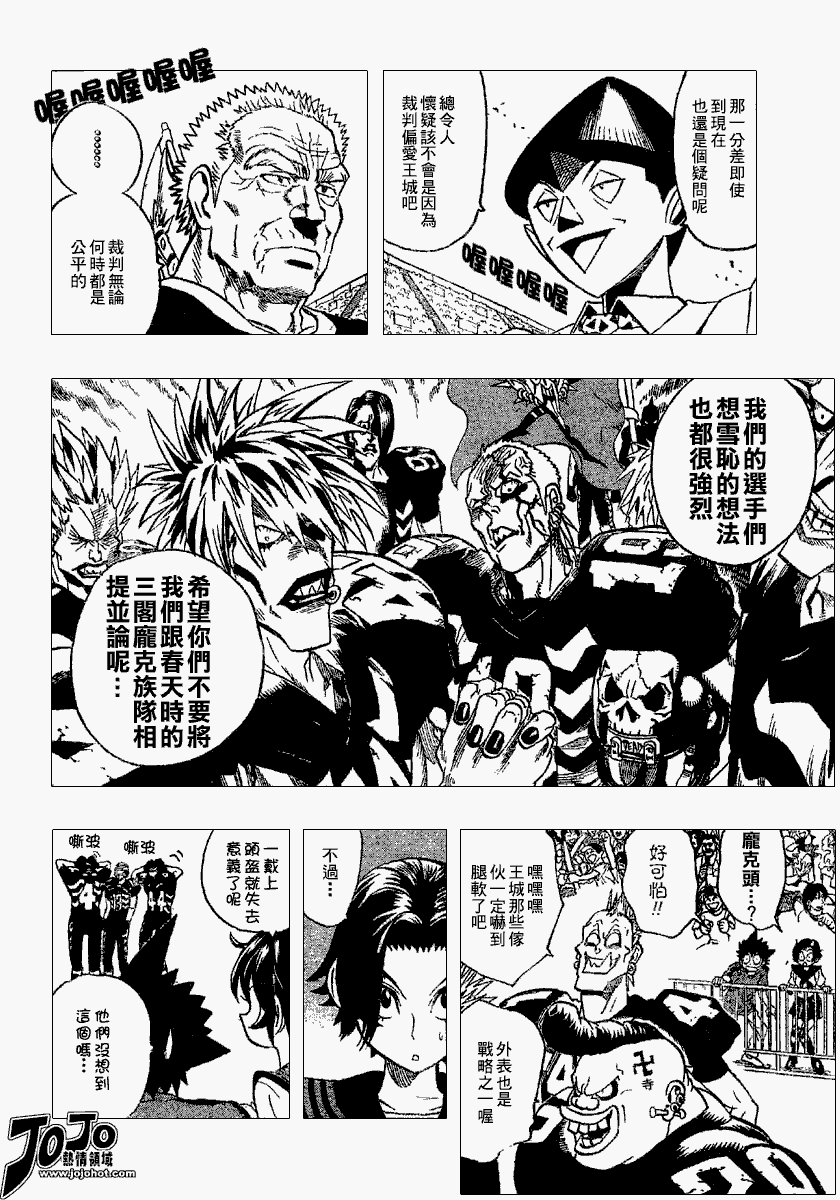 那一分差即使
到現在
也還是個疑問呢
總令人
懷疑該不會是因為
裁判偏愛王城吧
喔喔喔喔
喔喔喔喔喔
……
裁判無論
何時都是
公平的
我們的選手們
想雪恥的想法
也都很強烈
希望你們不要將
我們跟春天時的
三閣龐克族隊相
提並論呢…
DEAD
龐克頭…?
好可怕!!
嘿嘿嘿
王城那些傢
伙一定嚇到
腿軟了吧
外表也是
戰略之一喔
卍
寺
4
20
不過…
一戴上
頭盔就失去
意義了呢
嘶波
嘶波
4
44
他們沒想到
這個嗎…
JOJO
熱情領域
www.jojohot.com